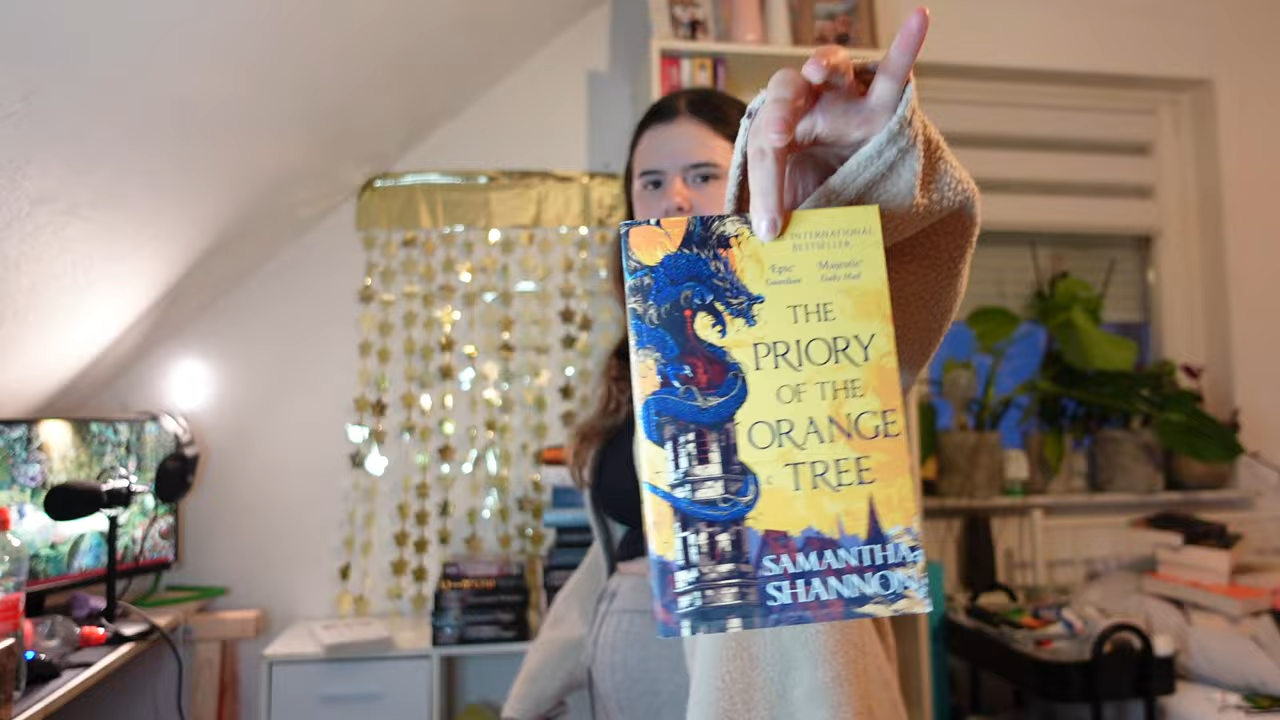 INTERNATIONAL
BESTSELLER
'Epic' 'Majestic'
Guardian Daily Mail
THE
PRIORY
OF THE
ORANGE
TREE
SAMANTHA
SHANNON